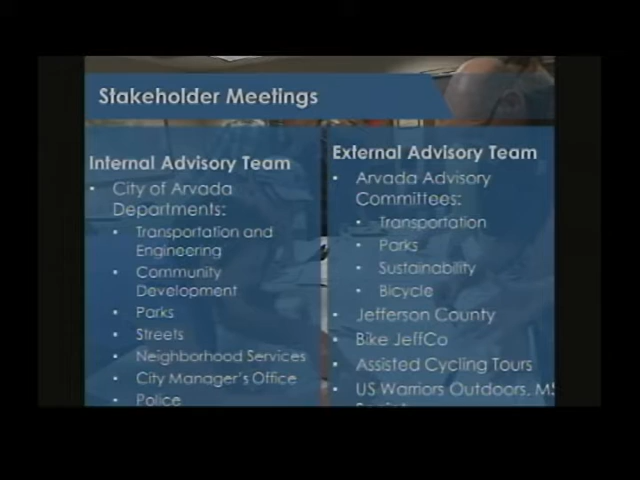 Stakeholder Meetings
Internal Advisory Team
• City of Arvada
Departments:
• Transportation and
Engineering
• Community
Development
• Parks
• Streets
• Neighborhood Services
• City Manager's Office
• Police
External Advisory Team
• Arvada Advisory
Committees:
• Transportation
• Parks
• Sustainability
• Bicycle
• Jefferson County
• Bike JeffCo
• Assisted Cycling Tours
• US Warriors Outdoors,